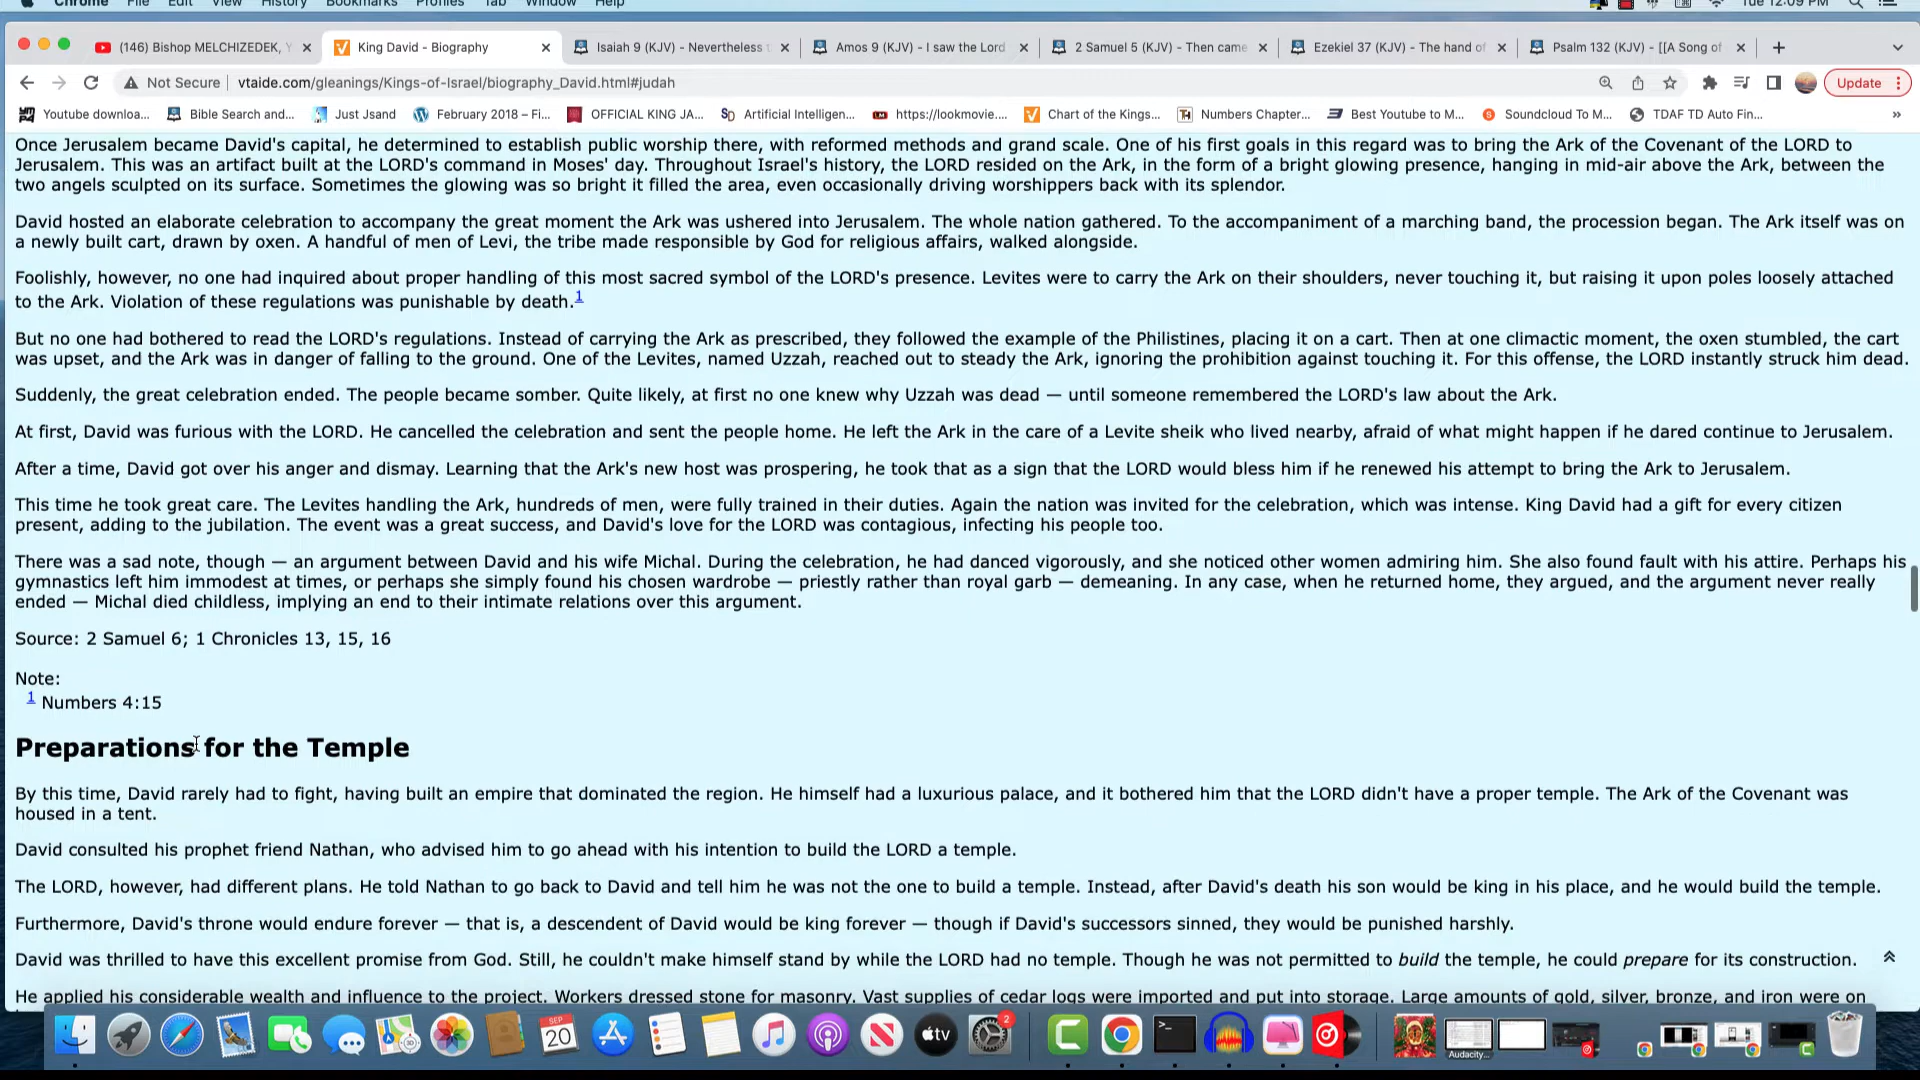 Chrome File Edit View History Bookmarks Profiles Tab Window Help Tue 12:09 PM
(146) Bishop MELCHIZEDEK, Y
King David - Biography
Isaiah 9 (KJV) - Nevertheless t
Amos 9 (KJV) - I saw the Lord
2 Samuel 5 (KJV) - Then came
Ezekiel 37 (KJV) - The hand of
Psalm 132 (KJV) - [[A Song of
Not Secure vtaide.com/gleanings/Kings-of-Israel/biography_David.html#judah
Update
Youtube downloa...
Bible Search and...
Just Jsand
February 2018 – Fi...
OFFICIAL KING JA...
Artificial Intelligen...
https://lookmovie....
Chart of the Kings...
Numbers Chapter...
Best Youtube to M...
Soundcloud To M...
TDAF TD Auto Fin...
Once Jerusalem became David's capital, he determined to establish public worship there, with reformed methods and grand scale. One of his first goals in this regard was to bring the Ark of the Covenant of the LORD to
Jerusalem. This was an artifact built at the LORD's command in Moses' day. Throughout Israel's history, the LORD resided on the Ark, in the form of a bright glowing presence, hanging in mid-air above the Ark, between the
two angels sculpted on its surface. Sometimes the glowing was so bright it filled the area, even occasionally driving worshippers back with its splendor.
David hosted an elaborate celebration to accompany the great moment the Ark was ushered into Jerusalem. The whole nation gathered. To the accompaniment of a marching band, the procession began. The Ark itself was on
a newly built cart, drawn by oxen. A handful of men of Levi, the tribe made responsible by God for religious affairs, walked alongside.
Foolishly, however, no one had inquired about proper handling of this most sacred symbol of the LORD's presence. Levites were to carry the Ark on their shoulders, never touching it, but raising it upon poles loosely attached
to the Ark. Violation of these regulations was punishable by death.1
But no one had bothered to read the LORD's regulations. Instead of carrying the Ark as prescribed, they followed the example of the Philistines, placing it on a cart. Then at one climactic moment, the oxen stumbled, the cart
was upset, and the Ark was in danger of falling to the ground. One of the Levites, named Uzzah, reached out to steady the Ark, ignoring the prohibition against touching it. For this offense, the LORD instantly struck him dead.
Suddenly, the great celebration ended. The people became somber. Quite likely, at first no one knew why Uzzah was dead — until someone remembered the LORD's law about the Ark.
At first, David was furious with the LORD. He cancelled the celebration and sent the people home. He left the Ark in the care of a Levite sheik who lived nearby, afraid of what might happen if he dared continue to Jerusalem.
After a time, David got over his anger and dismay. Learning that the Ark's new host was prospering, he took that as a sign that the LORD would bless him if he renewed his attempt to bring the Ark to Jerusalem.
This time he took great care. The Levites handling the Ark, hundreds of men, were fully trained in their duties. Again the nation was invited for the celebration, which was intense. King David had a gift for every citizen
present, adding to the jubilation. The event was a great success, and David's love for the LORD was contagious, infecting his people too.
There was a sad note, though — an argument between David and his wife Michal. During the celebration, he had danced vigorously, and she noticed other women admiring him. She also found fault with his attire. Perhaps his
gymnastics left him immodest at times, or perhaps she simply found his chosen wardrobe — priestly rather than royal garb — demeaning. In any case, when he returned home, they argued, and the argument never really
ended — Michal died childless, implying an end to their intimate relations over this argument.
Source: 2 Samuel 6; 1 Chronicles 13, 15, 16
Note:
1 Numbers 4:15
Preparations for the Temple
By this time, David rarely had to fight, having built an empire that dominated the region. He himself had a luxurious palace, and it bothered him that the LORD didn't have a proper temple. The Ark of the Covenant was
housed in a tent.
David consulted his prophet friend Nathan, who advised him to go ahead with his intention to build the LORD a temple.
The LORD, however, had different plans. He told Nathan to go back to David and tell him he was not the one to build a temple. Instead, after David's death his son would be king in his place, and he would build the temple.
Furthermore, David's throne would endure forever — that is, a descendent of David would be king forever — though if David's successors sinned, they would be punished harshly.
David was thrilled to have this excellent promise from God. Still, he couldn't make himself stand by while the LORD had no temple. Though he was not permitted to build the temple, he could prepare for its construction.
He applied his considerable wealth and influence to the project. Workers dressed stone for masonry. Vast supplies of cedar logs were imported and put into storage. Large amounts of gold, silver, bronze, and iron were on
SEP
20
tv
2
Audacity...